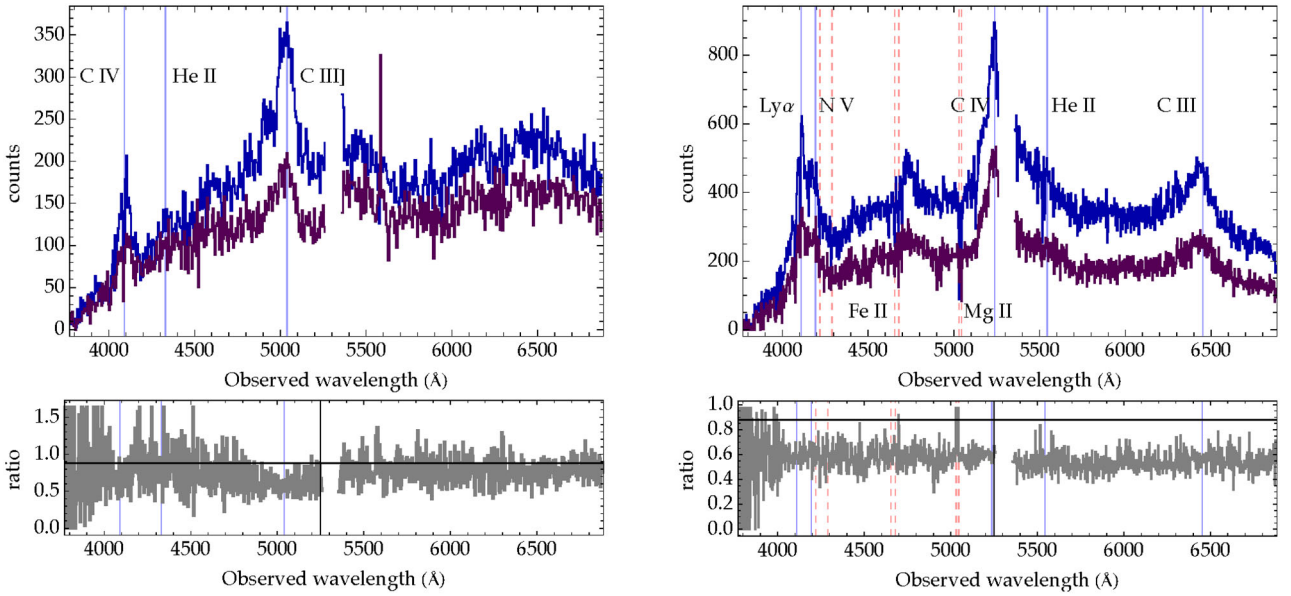 350
300
250
200
150
100
50
0
counts
C IV
He II
C III]
4000 4500 5000 5500 6000 6500
Observed wavelength (Å)
1.5
1.0
0.5
0.0
ratio
4000 4500 5000 5500 6000 6500
Observed wavelength (Å)
800
600
400
200
0
counts
Lyα
N V
C IV
He II
C III
Fe II
Mg II
4000 4500 5000 5500 6000 6500
Observed wavelength (Å)
1.0
0.8
0.6
0.4
0.2
0.0
ratio
4000 4500 5000 5500 6000 6500
Observed wavelength (Å)